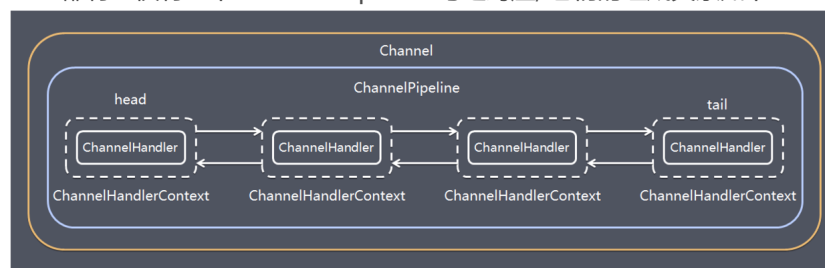 Channel
ChannelPipeline
head
tail
ChannelHandler ChannelHandler ChannelHandler ChannelHandler
ChannelHandlerContext ChannelHandlerContext ChannelHandlerContext ChannelHandlerContext